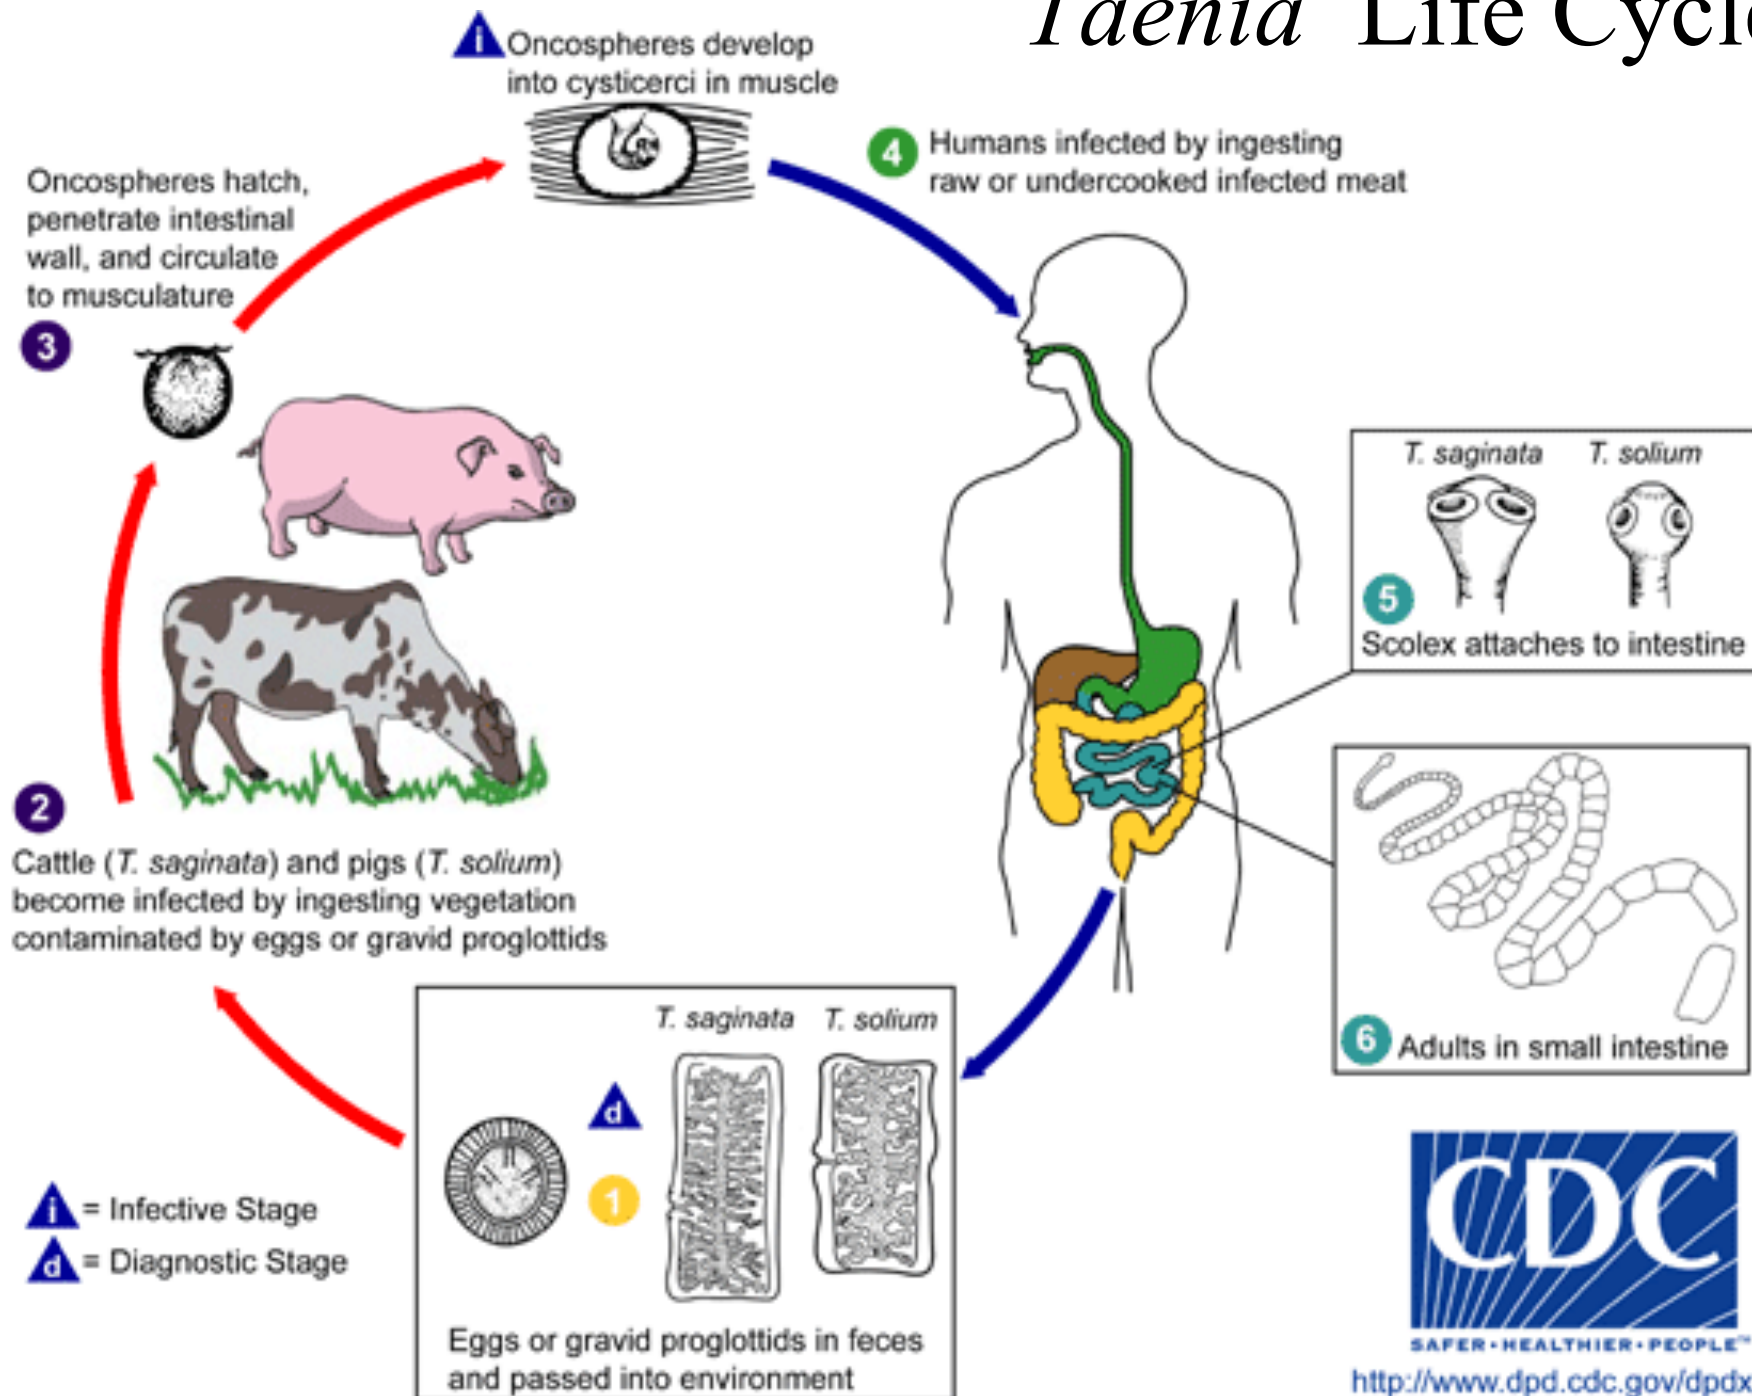 Taenia Life Cycle
i Oncospheres develop
into cysticerci in muscle
4 Humans infected by ingesting
raw or undercooked infected meat
Oncospheres hatch,
penetrate intestinal
wall, and circulate
to musculature
3
T. saginata T. solium
5
Scolex attaches to intestine
2
Cattle (T. saginata) and pigs (T. solium)
become infected by ingesting vegetation
contaminated by eggs or gravid proglottids
6 Adults in small intestine
T. saginata T. solium
d
1
Eggs or gravid proglottids in feces
and passed into environment
i = Infective Stage
d = Diagnostic Stage
CDC
SAFER·HEALTHIER·PEOPLE™
http://www.dpd.cdc.gov/dpdx